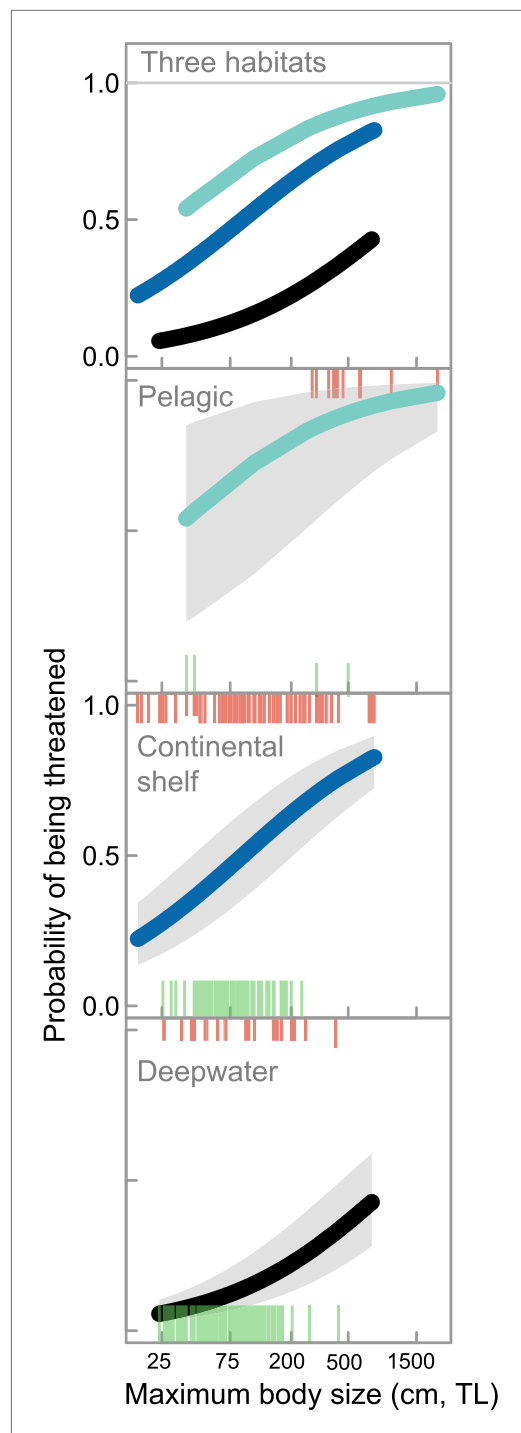 Three habitats
1.0
0.5
0.0
Pelagic
Probability of being threatened
1.0
Continental
shelf
0.5
0.0
Deepwater
25 75 200 500 1500
Maximum body size (cm, TL)